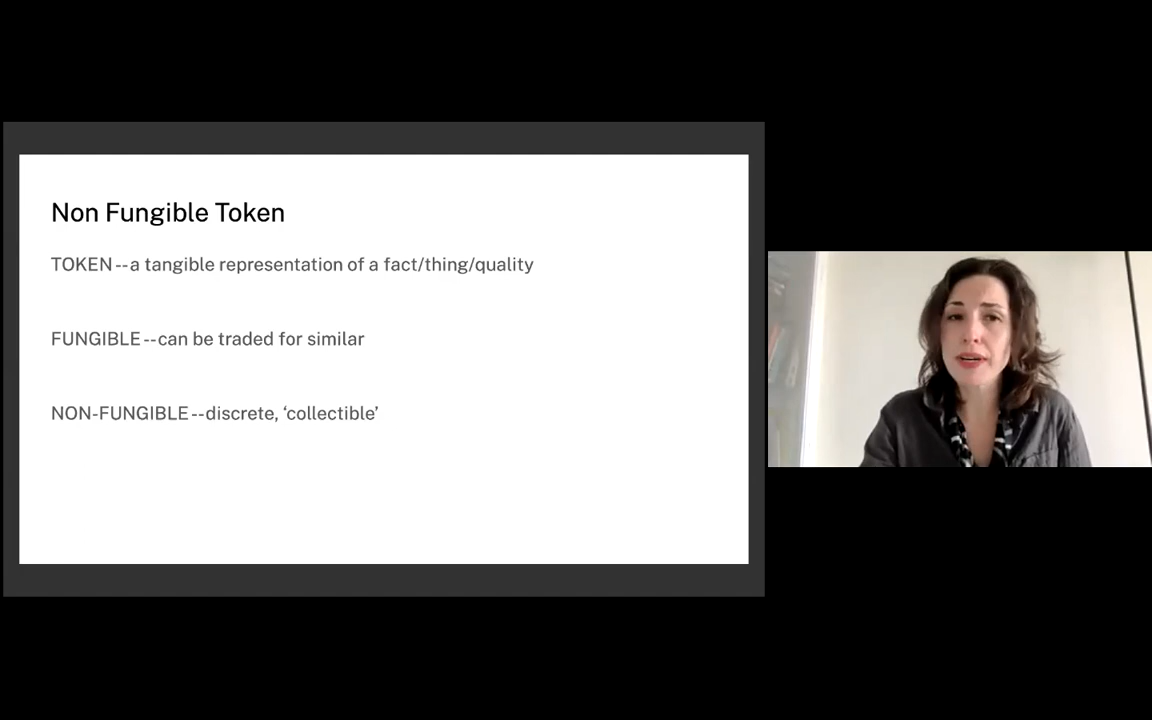 Non Fungible Token
TOKEN -- a tangible representation of a fact/thing/quality
FUNGIBLE -- can be traded for similar
NON-FUNGIBLE -- discrete, ‘collectible’